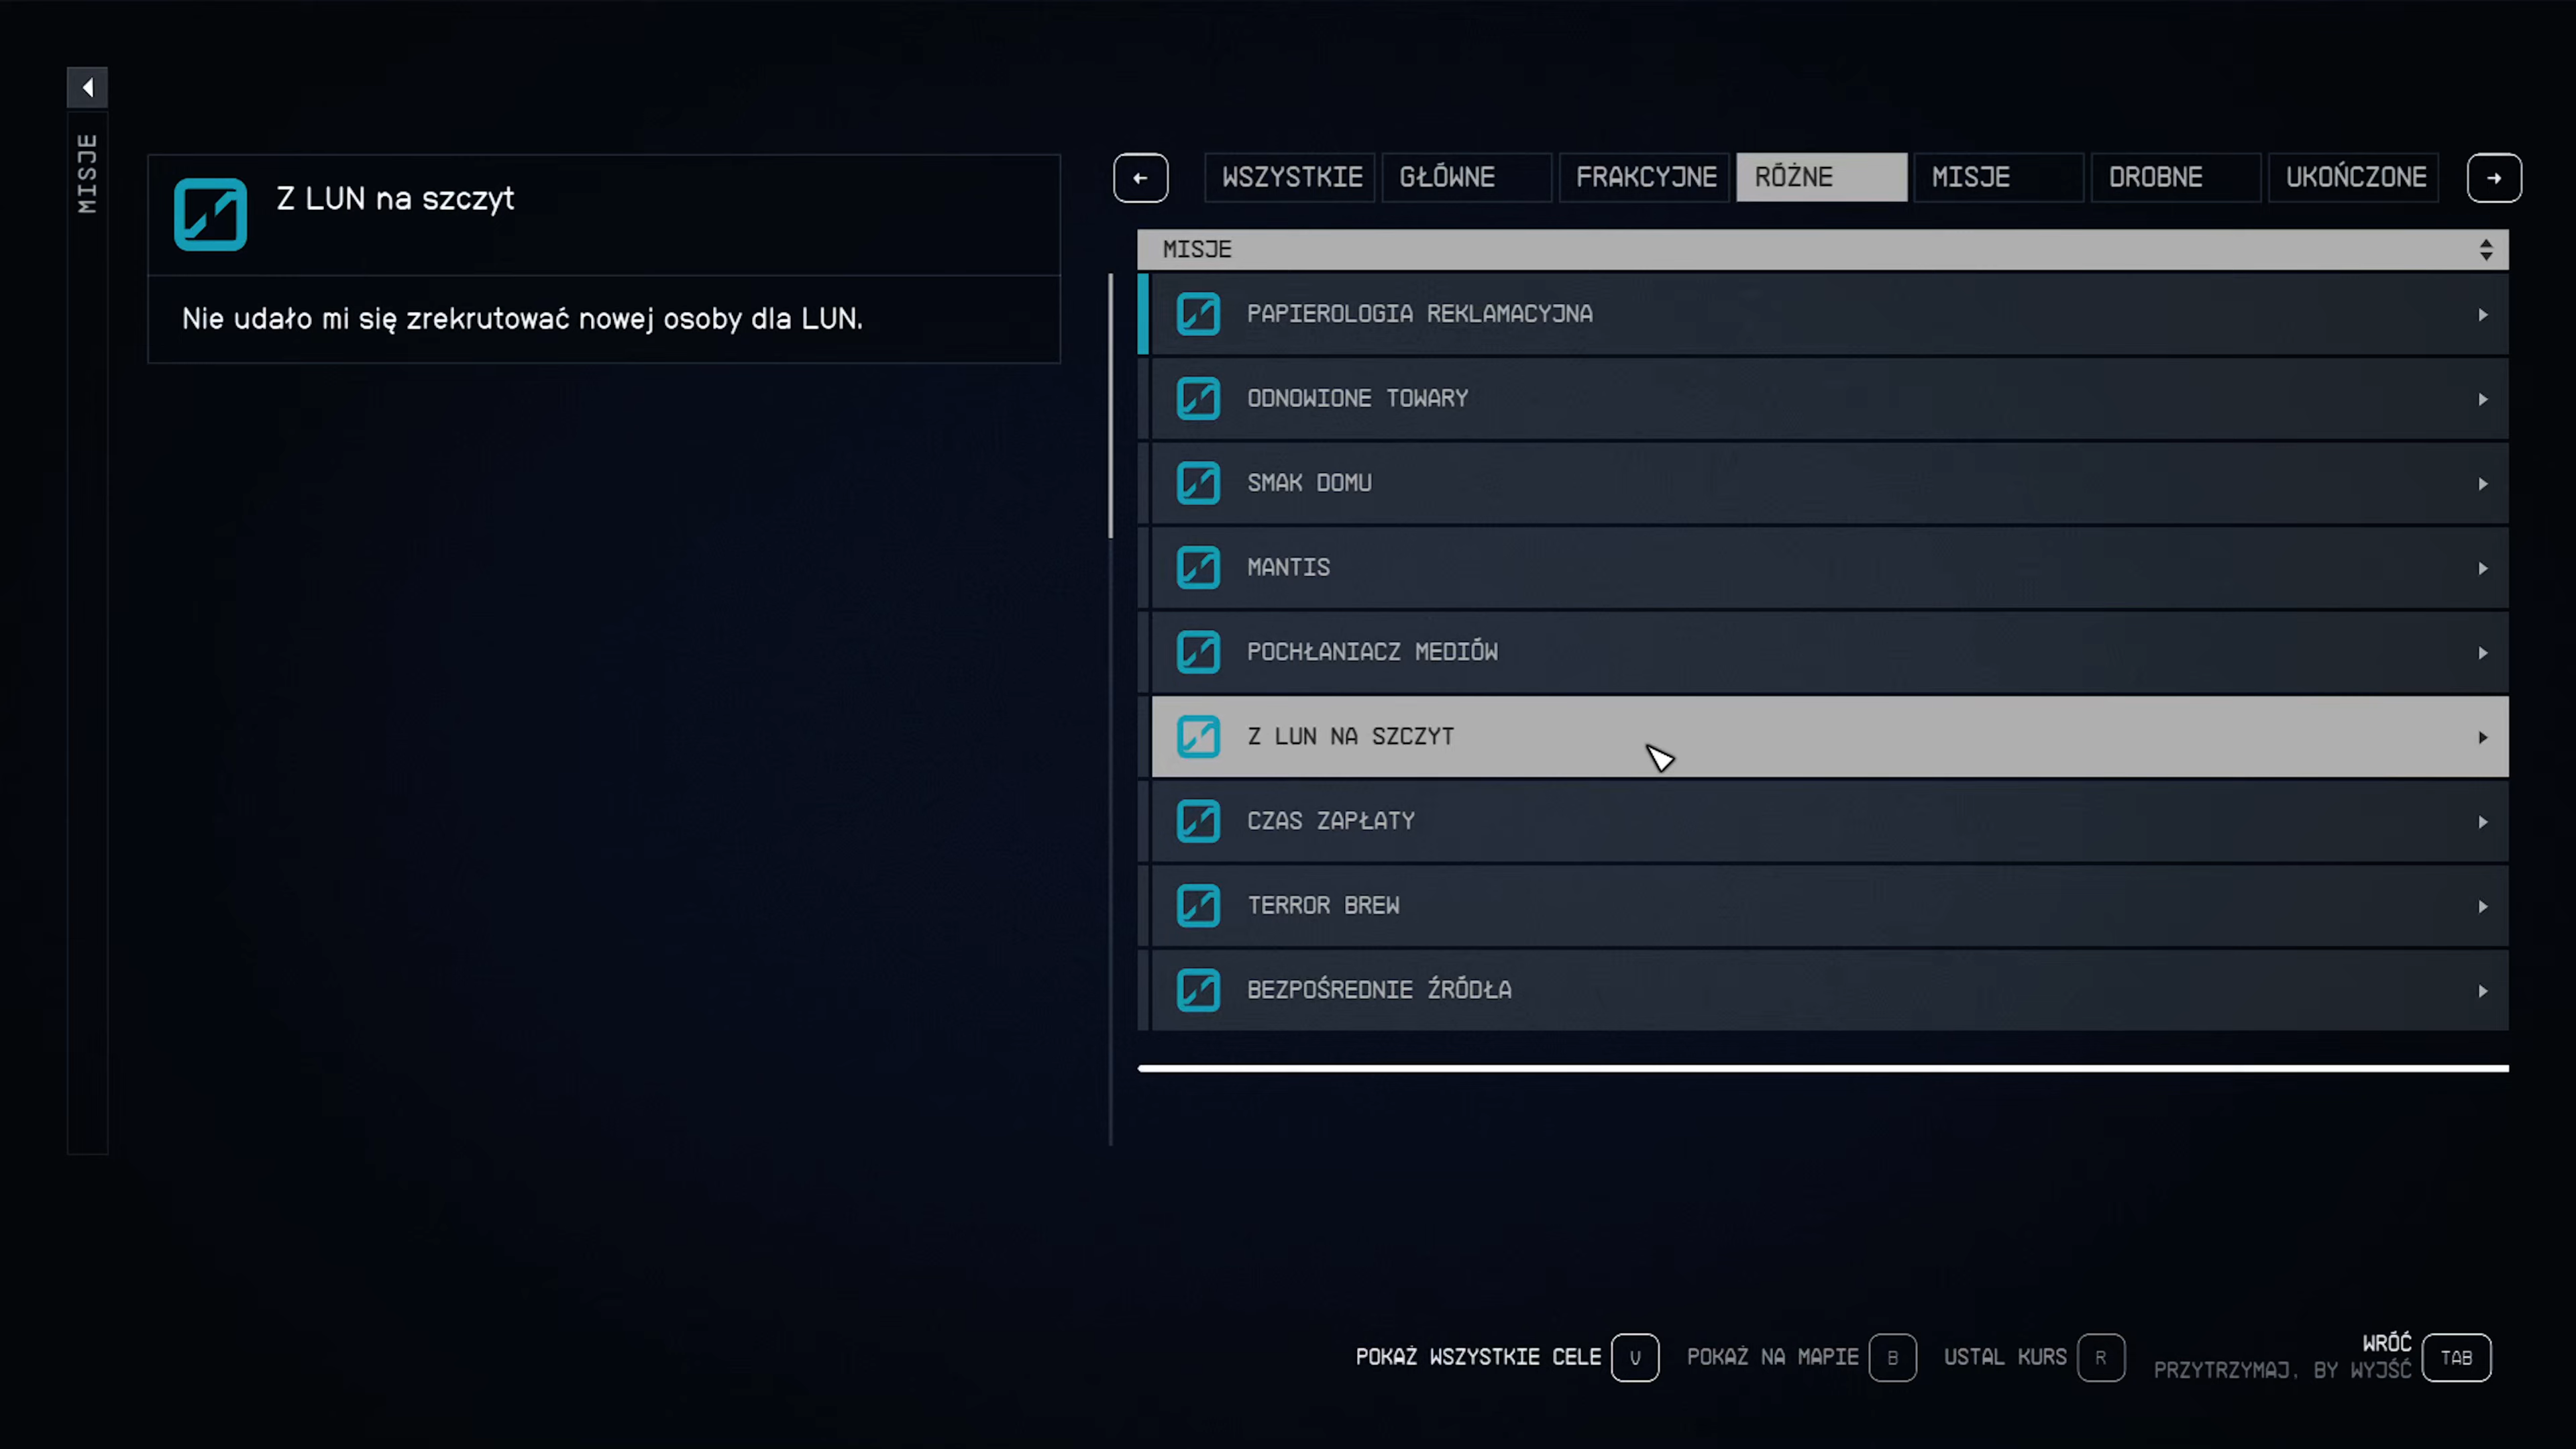 MISJE
Z LUN na szczyt
Nie udało mi się zrekrutować nowej osoby dla LUN.
WSZYSTKIE
GŁÓWNE
FRAKCYJNE
RÓŻNE
MISJE
DROBNE
UKOŃCZONE
MISJE
PAPIEROLOGIA REKLAMACYJNA
ODNOWIONE TOWARY
SMAK DOMU
MANTIS
POCHŁANIACZ MEDIÓW
Z LUN NA SZCZYT
CZAS ZAPŁATY
TERROR BREW
BEZPOŚREDNIE ŹRÓDŁA
POKAŻ WSZYSTKIE CELE V
POKAŻ NA MAPIE B
USTAL KURS R
WRÓĆ
PRZYTRZYMAJ, BY WYJŚĆ
TAB